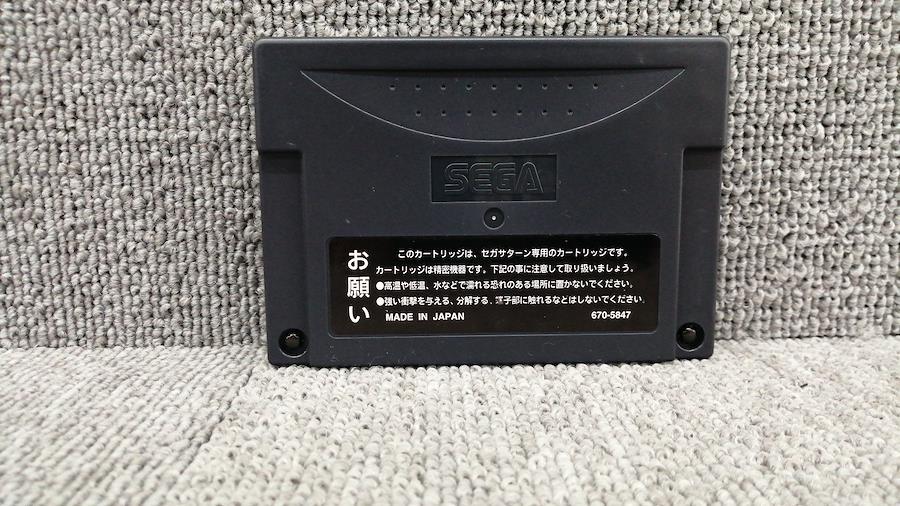 SEGA
お願い
このカートリッジは、セガサターン専用のカートリッジです。
カートリッジは精密機器です。下記の事に注意して取り扱いましょう。
●高温や低温、水などで濡れる恐れのある場所に置かないでください。
●強い衝撃を与える、分解する、端子部に触れるなどはしないでください。
MADE IN JAPAN 670-5847